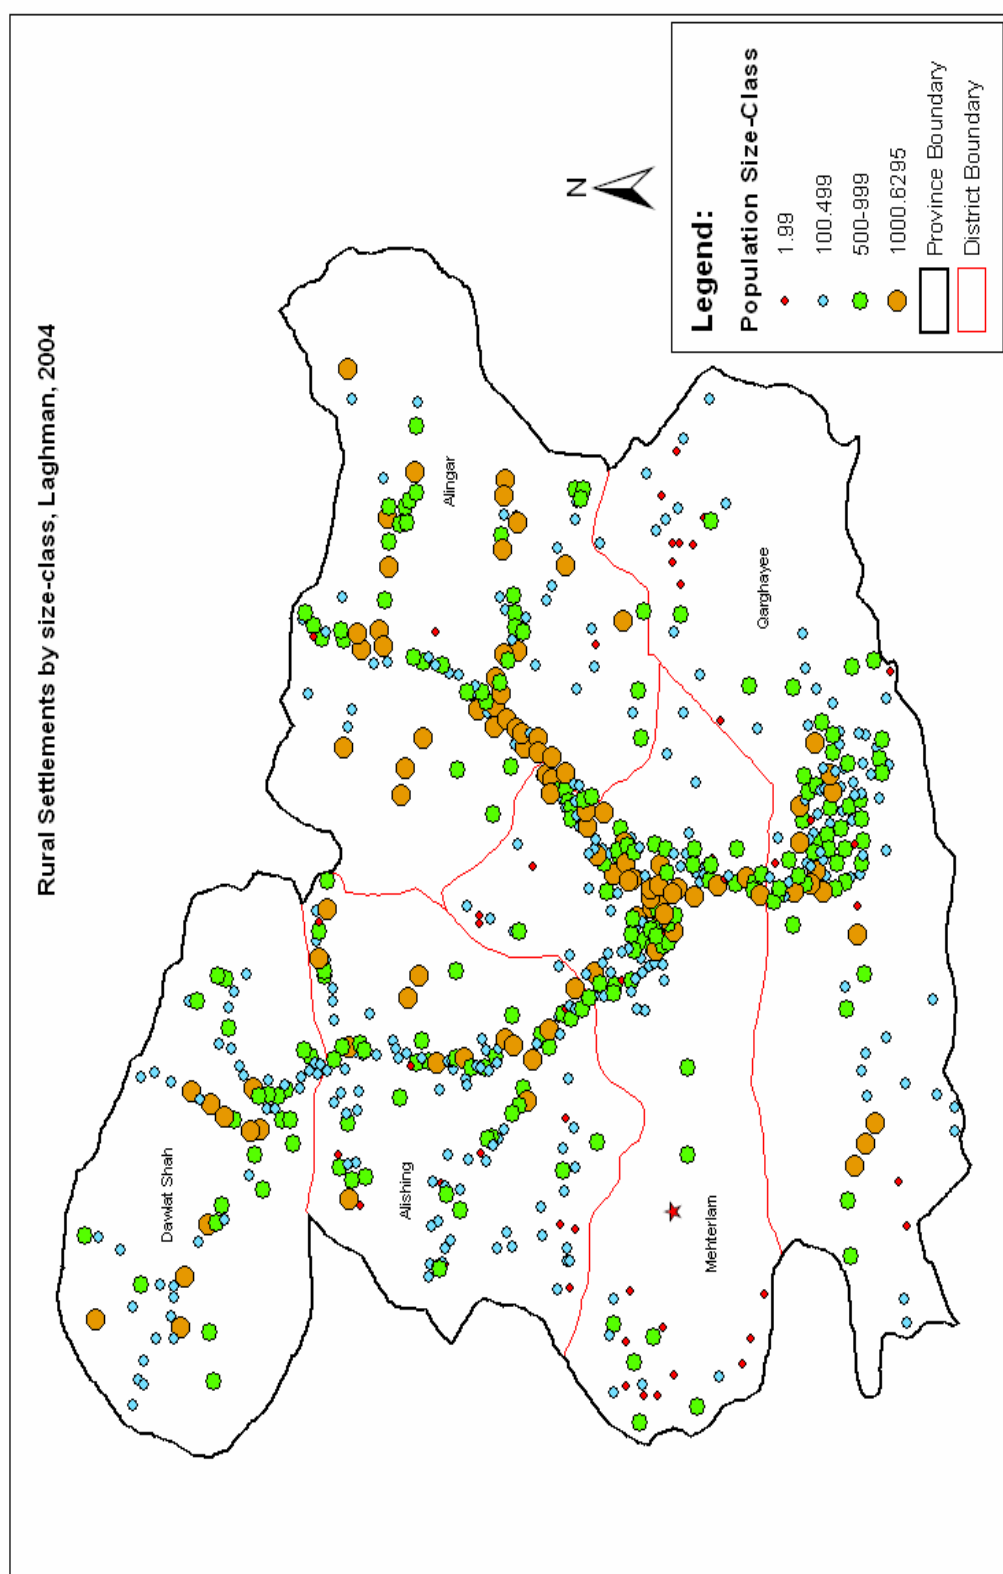 Rural Settlements by size-class, Laghman, 2004
N
Dawlat Shah
Alishing
Alingar
Mehterlam
Qarghayee
Legend:
Population Size-Class
1.99
100.499
500-999
1000.6295
Province Boundary
District Boundary